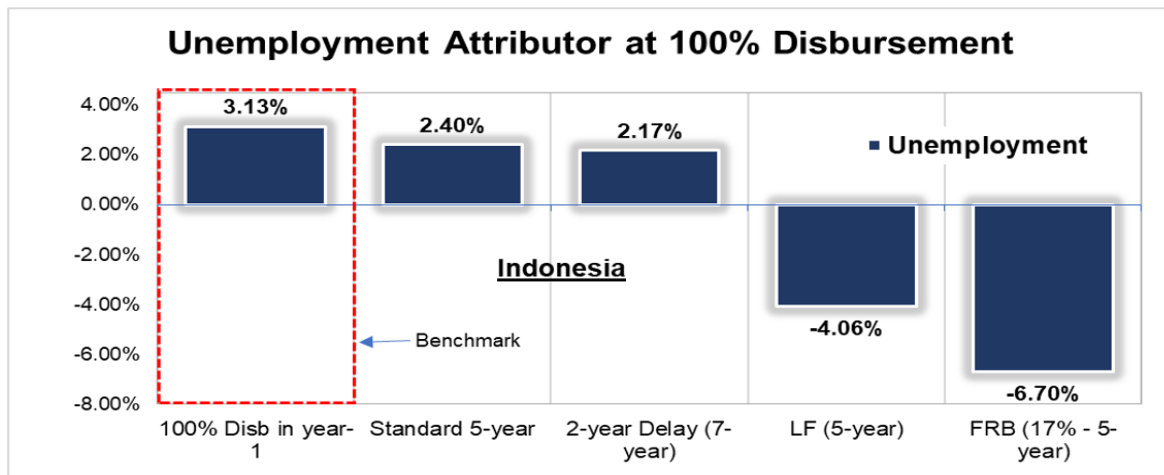 Unemployment Attributor at 100% Disbursement
4.00%
2.00%
0.00%
-2.00%
-4.00%
-6.00%
-8.00%
3.13%
2.40%
2.17%
-4.06%
-6.70%
Unemployment
Indonesia
Benchmark
100% Disb in year-
1
Standard 5-year
2-year Delay (7-
year)
LF (5-year)
FRB (17% - 5-
year)